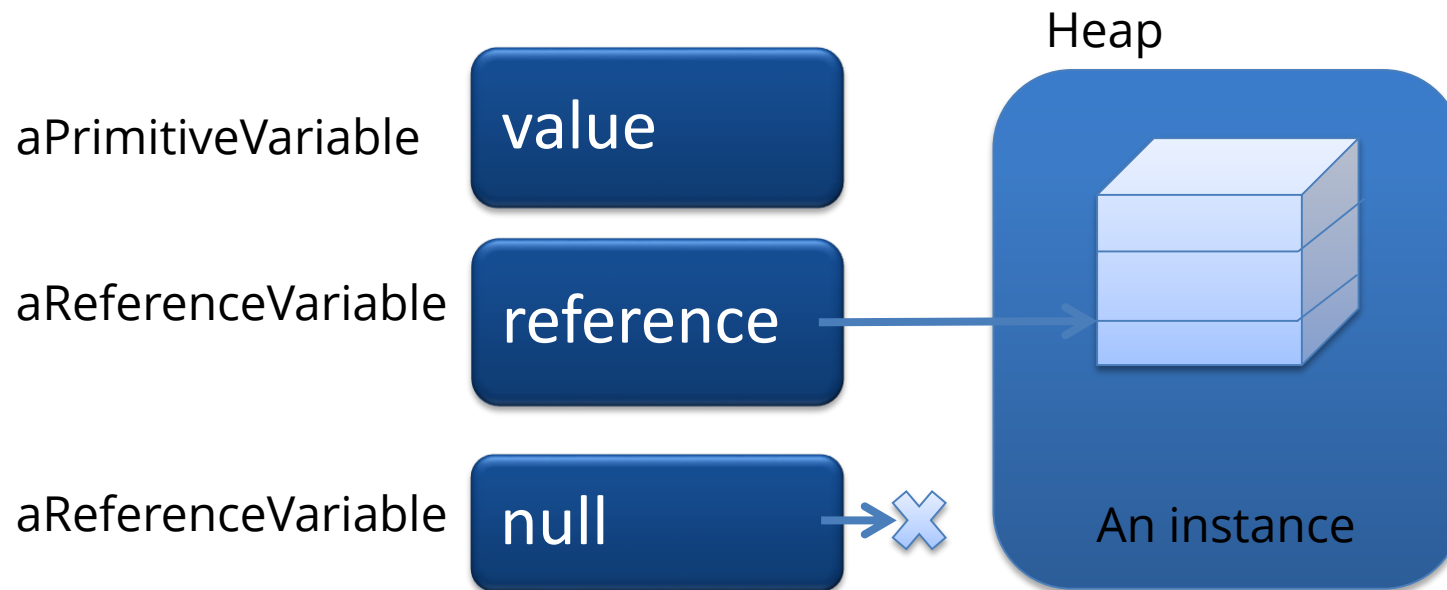 Heap
aPrimitiveVariable value
aReferenceVariable reference
aReferenceVariable null
An instance